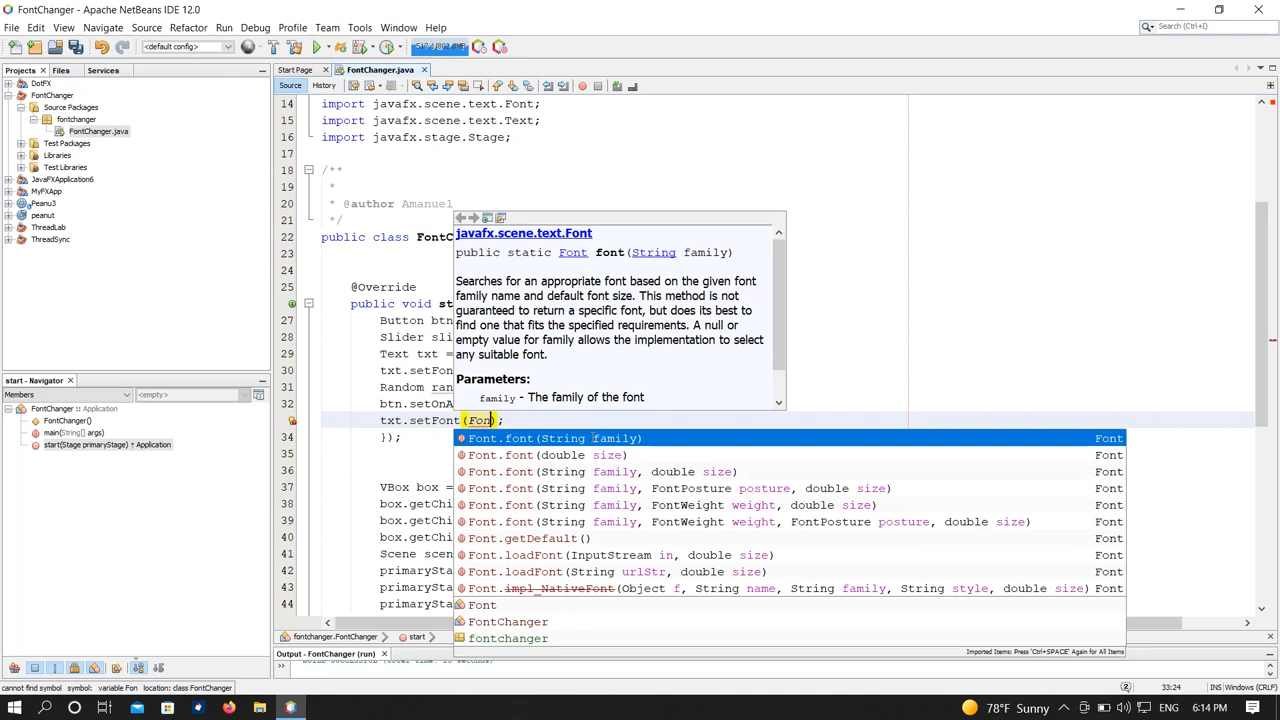 FontChanger - Apache NetBeans IDE 12.0
File Edit View Navigate Source Refactor Run Debug Profile Team Tools Window Help
Search (Ctrl+I)
<default config>
Projects Files Services
Start Page FontChanger.java
Source History
DotFX
FontChanger
Source Packages
fontchanger
FontChanger.java
Test Packages
Libraries
Test Libraries
JavaFXApplication6
MyFXApp
Peanu3
peanut
ThreadLab
ThreadSync
14 import javafx.scene.text.Font;
15 import javafx.scene.text.Text;
16 import javafx.stage.Stage;
17
18 /**
19 *
20 * @author Amanuel
21 */
22 public class FontC
23
24
25 @Override
public void st
27 Button btn
28 Slider sli
29 Text txt =
30 txt.setFon
31 Random ran
32 btn.setOnA
txt.setFont(Fon);
34 });
35
36
37 VBox box =
38 box.getChi
39 box.getChi
40 box.getChi
41 Scene scen
42 primarySta
43 primarySta
44 primarySta
javafx.scene.text.Font
public static Font font(String family)
Searches for an appropriate font based on the given font
family name and default font size. This method is not
guaranteed to return a specific font, but does its best to
find one that fits the specified requirements. A null or
empty value for family allows the implementation to select
any suitable font.
Parameters:
family - The family of the font
Font.font(String family) Font
Font.font(double size) Font
Font.font(String family, double size) Font
Font.font(String family, FontPosture posture, double size) Font
Font.font(String family, FontWeight weight, double size) Font
Font.font(String family, FontWeight weight, FontPosture posture, double size) Font
Font.getDefault() Font
Font.loadFont(InputStream in, double size) Font
Font.loadFont(String urlStr, double size) Font
Font.impl_NativeFont(Object f, String name, String family, String style, double size) Font
Font
FontChanger
fontchanger
Imported Items; Press 'Ctrl+SPACE' Again for All Items
start - Navigator
Members <empty>
FontChanger :: Application
FontChanger()
main(String[] args)
start(Stage primaryStage) ↑ Application
fontchanger.FontChanger start
Output - FontChanger (run)
cannot find symbol symbol: variable Fon location: class FontChanger
2 33:24 INS Windows (CRLF)
78°F Sunny ENG 6:14 PM